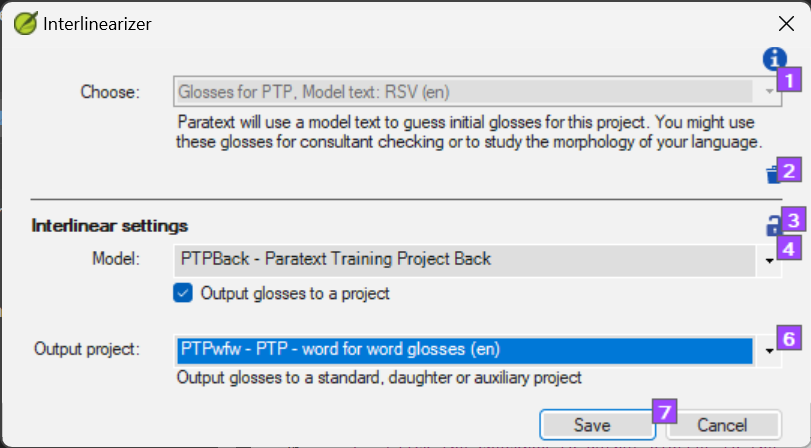 Interlinearizer
Choose:
Glosses for PTP, Model text: RSV (en)
1
Paratext will use a model text to guess initial glosses for this project. You might use
these glosses for consultant checking or to study the morphology of your language.
2
Interlinear settings
3
Model:
PTPBack - Paratext Training Project Back
4
Output glosses to a project
Output project:
PTPwfw - PTP - word for word glosses (en)
6
Output glosses to a standard, daughter or auxiliary project
Save
7
Cancel